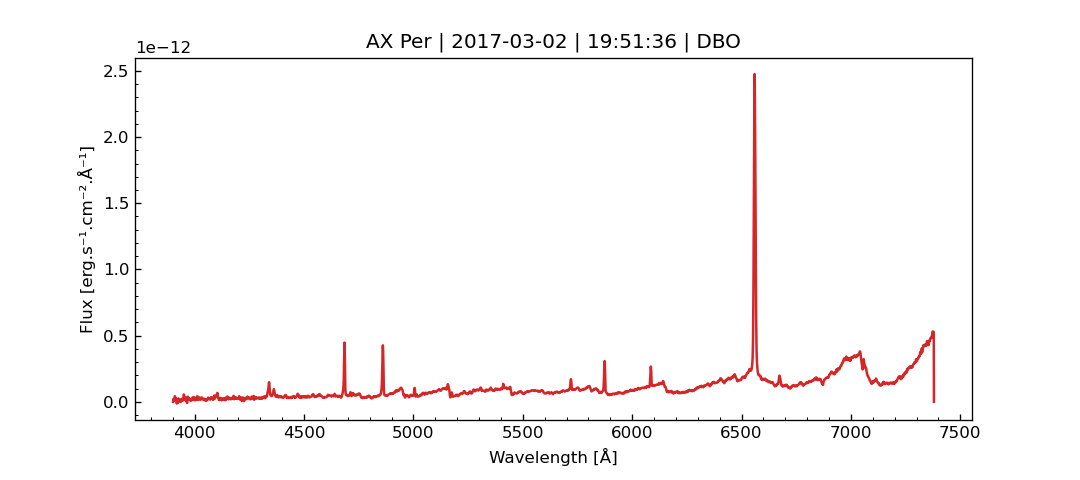 AX Per | 2017-03-02 | 19:51:36 | DBO
1e−12
2.5
2.0
1.5
1.0
0.5
0.0
Flux [erg.s⁻¹.cm⁻².Å⁻¹]
4000 4500 5000 5500 6000 6500 7000 7500
Wavelength [Å]